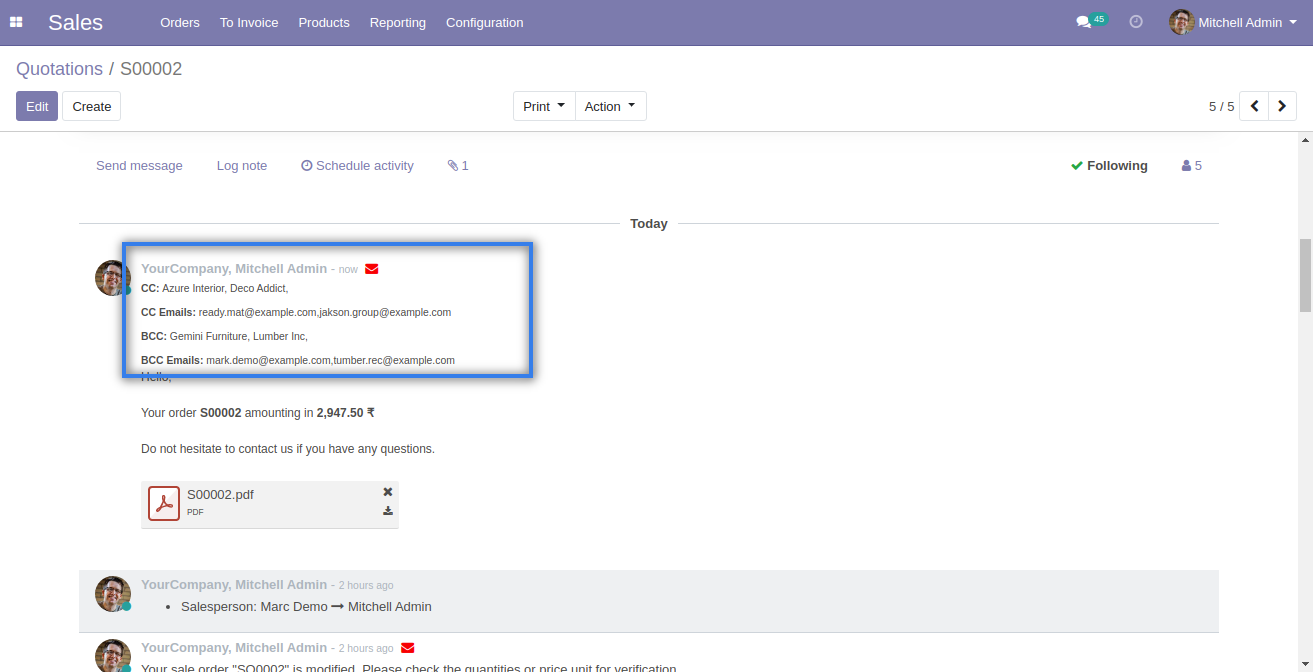 Sales Orders To Invoice Products Reporting Configuration 45 Mitchell Admin
Quotations / S00002
Edit Create Print Action 5 / 5
Send message Log note Schedule activity 1 Following 5
Today
YourCompany, Mitchell Admin - now
CC: Azure Interior, Deco Addict,
CC Emails: ready.mat@example.com,jakson.group@example.com
BCC: Gemini Furniture, Lumber Inc,
BCC Emails: mark.demo@example.com,tumber.rec@example.com
Hello,
Your order S00002 amounting in 2,947.50 ₹
Do not hesitate to contact us if you have any questions.
S00002.pdf
PDF
YourCompany, Mitchell Admin - 2 hours ago
• Salesperson: Marc Demo → Mitchell Admin
YourCompany, Mitchell Admin - 2 hours ago
Your sale order "SO0002" is modified. Please check the quantities or price unit for verification